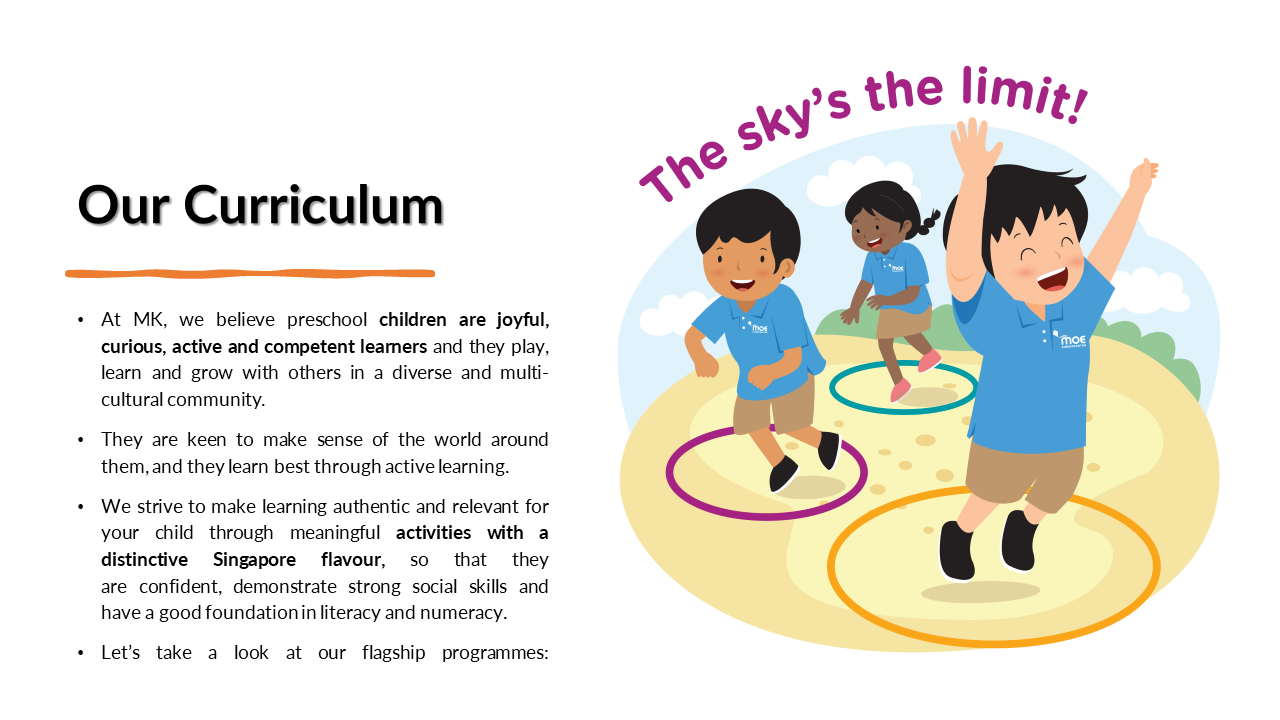 The sky’s the limit!
Our Curriculum
• At MK, we believe preschool children are joyful,
curious, active and competent learners and they play,
learn and grow with others in a diverse and multi-
cultural community.
• They are keen to make sense of the world around
them, and they learn best through active learning.
• We strive to make learning authentic and relevant for
your child through meaningful activities with a
distinctive Singapore flavour, so that they
are confident, demonstrate strong social skills and
have a good foundation in literacy and numeracy.
• Let’s take a look at our flagship programmes:
moe
moe
moe